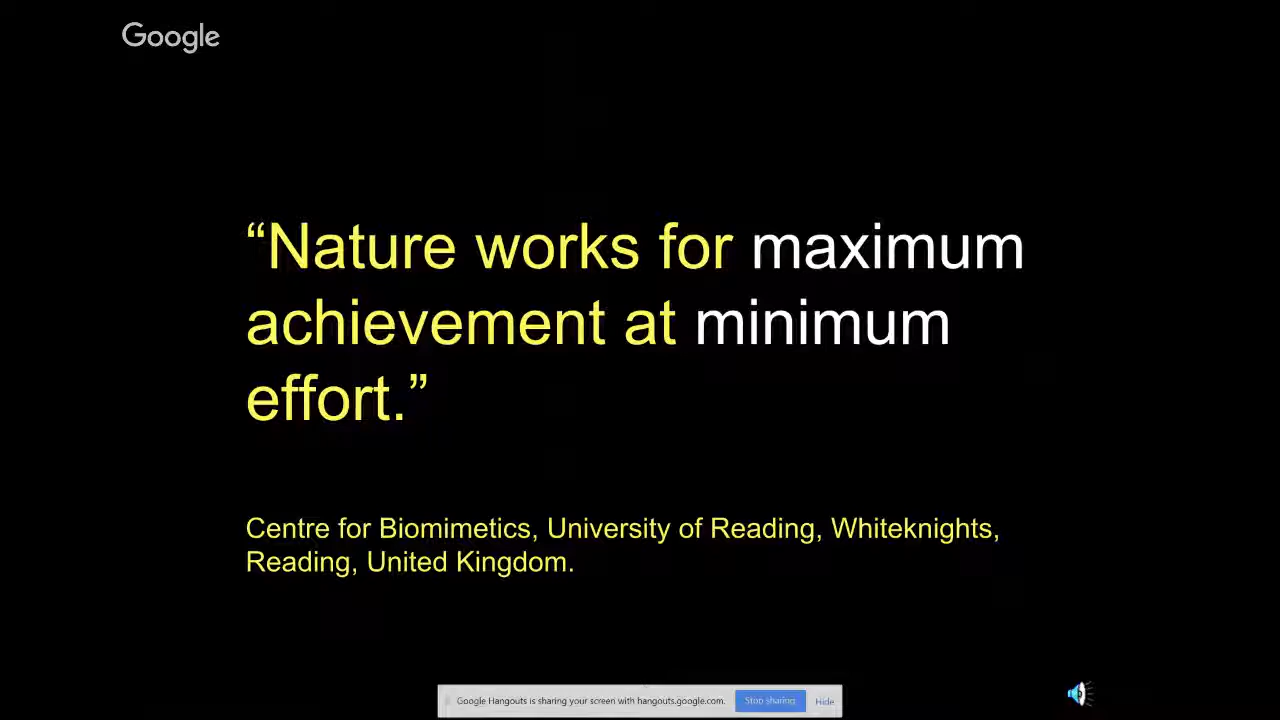 Google
“Nature works for maximum
achievement at minimum
effort.”
Centre for Biomimetics, University of Reading, Whiteknights,
Reading, United Kingdom.
Google Hangouts is sharing your screen with hangouts.google.com. Stop sharing Hide